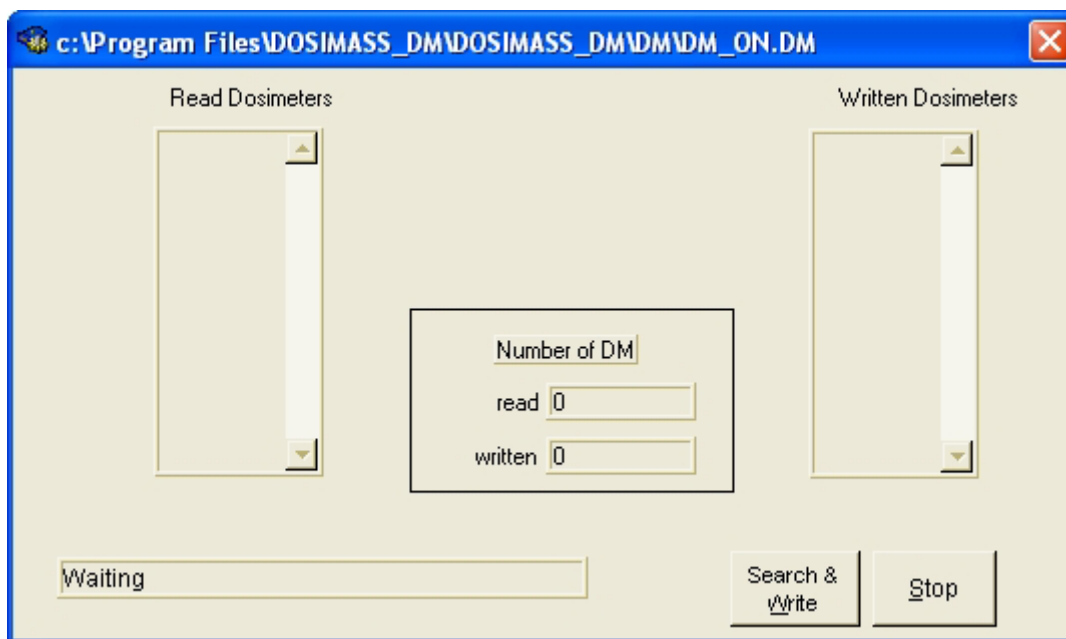 c:\Program Files\DOSIMASS_DM\DOSIMASS_DM\DM\DM_ON.DM
Read Dosimeters
Written Dosimeters
Number of DM
read 0
written 0
Waiting
Search &
Write
Stop